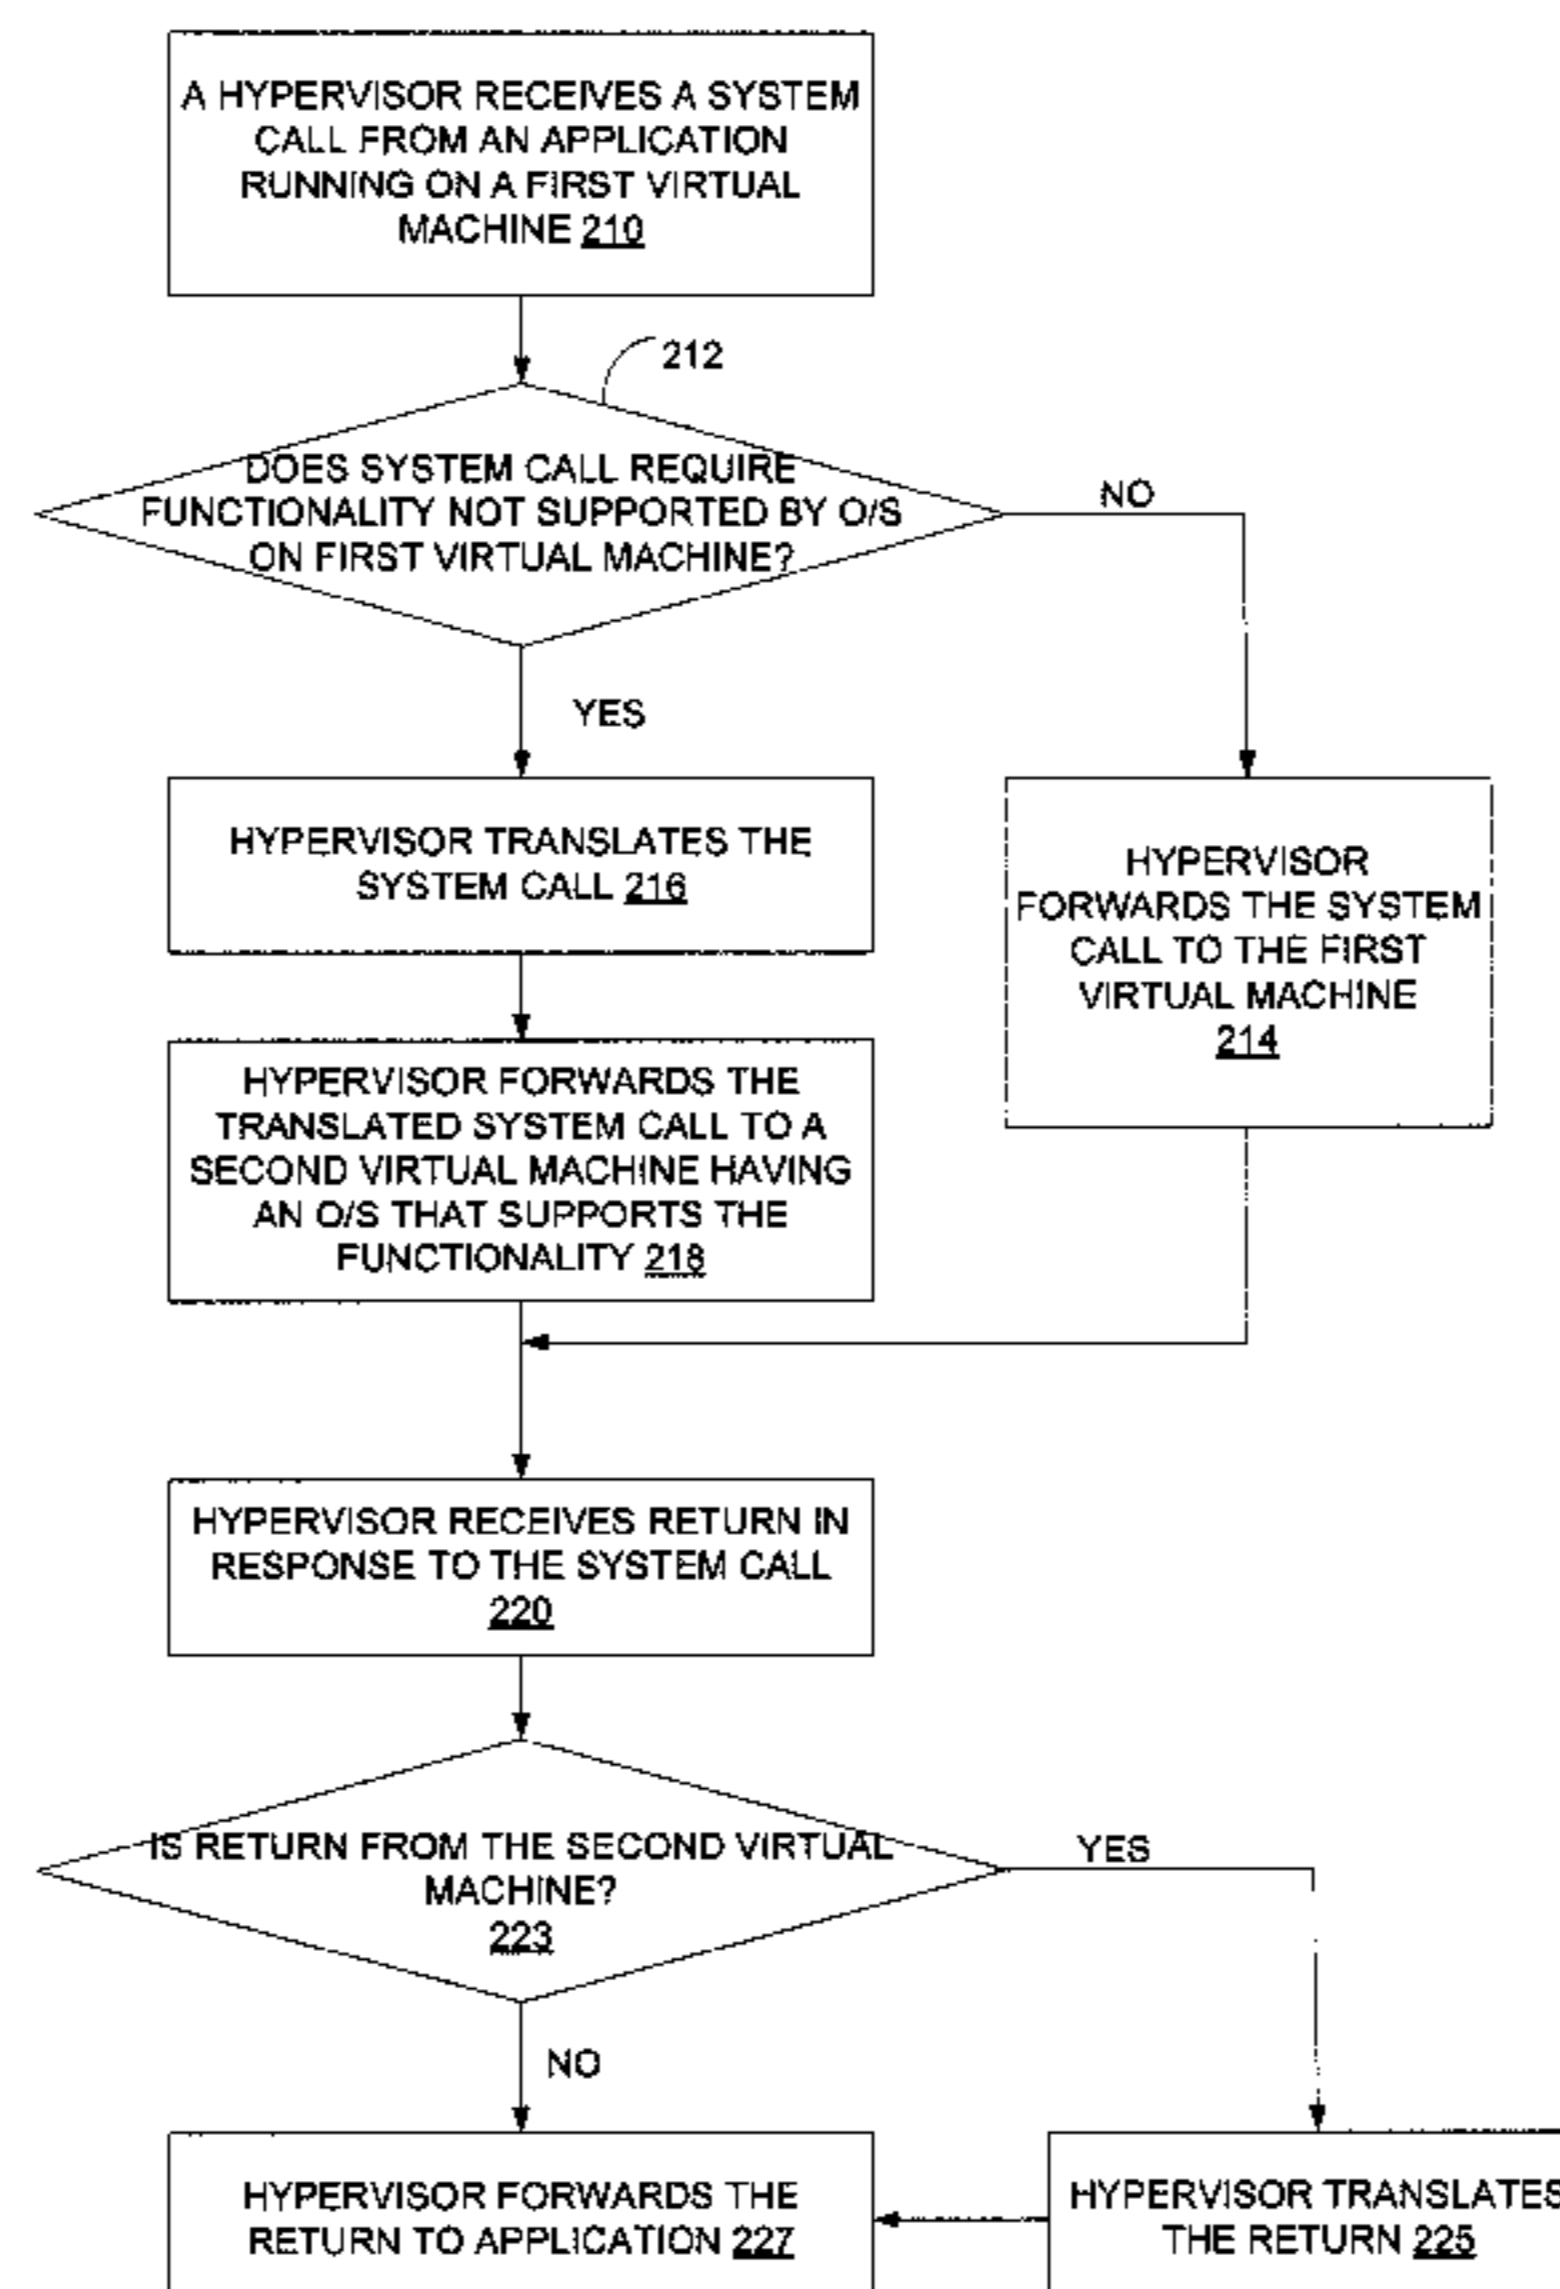 A HYPERVISOR RECEIVES A SYSTEM
CALL FROM AN APPLICATION
RUNNING ON A FIRST VIRTUAL
MACHINE 210
212
DOES SYSTEM CALL REQUIRE
FUNCTIONALITY NOT SUPPORTED BY O/S
ON FIRST VIRTUAL MACHINE?
NO
YES
HYPERVISOR TRANSLATES THE
SYSTEM CALL 216
HYPERVISOR
FORWARDS THE SYSTEM
CALL TO THE FIRST
VIRTUAL MACHINE
214
HYPERVISOR FORWARDS THE
TRANSLATED SYSTEM CALL TO A
SECOND VIRTUAL MACHINE HAVING
AN O/S THAT SUPPORTS THE
FUNCTIONALITY 218
HYPERVISOR RECEIVES RETURN IN
RESPONSE TO THE SYSTEM CALL
220
IS RETURN FROM THE SECOND VIRTUAL
MACHINE?
223
YES
NO
HYPERVISOR FORWARDS THE
RETURN TO APPLICATION 227
HYPERVISOR TRANSLATES
THE RETURN 225